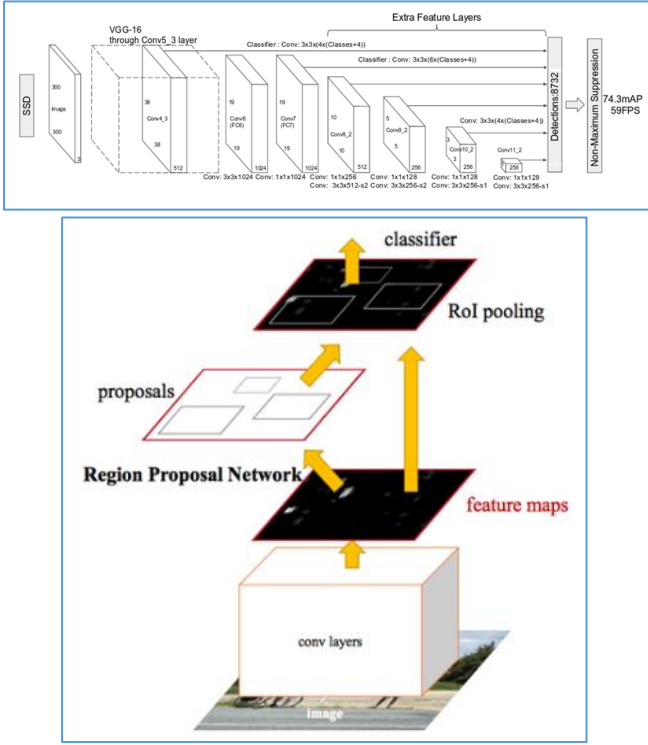 Extra Feature Layers
VGG-16
through Conv5_3 layer
Classifier : Conv: 3x3x(4x(Classes+4))
Classifier : Conv: 3x3x(6x(Classes+4))
SSD
300
Image
300
3
38
Conv4_3
38
512
19
Conv6
(FC6)
19
1024
19
Conv7
(FC7)
19
1024
10
Conv8_2
10
512
5
Conv9_2
5
256
Conv: 3x3x(4x(Classes+4))
3
Conv10_2
3
256
Conv11_2
256
Detections:8732
Non-Maximum Suppression
74.3mAP
59FPS
Conv: 3x3x1024
Conv: 1x1x1024
Conv: 1x1x256
Conv: 3x3x512-s2
Conv: 1x1x128
Conv: 3x3x256-s2
Conv: 1x1x128
Conv: 3x3x256-s1
Conv: 1x1x128
Conv: 3x3x256-s1
classifier
RoI pooling
proposals
Region Proposal Network
feature maps
conv layers
image